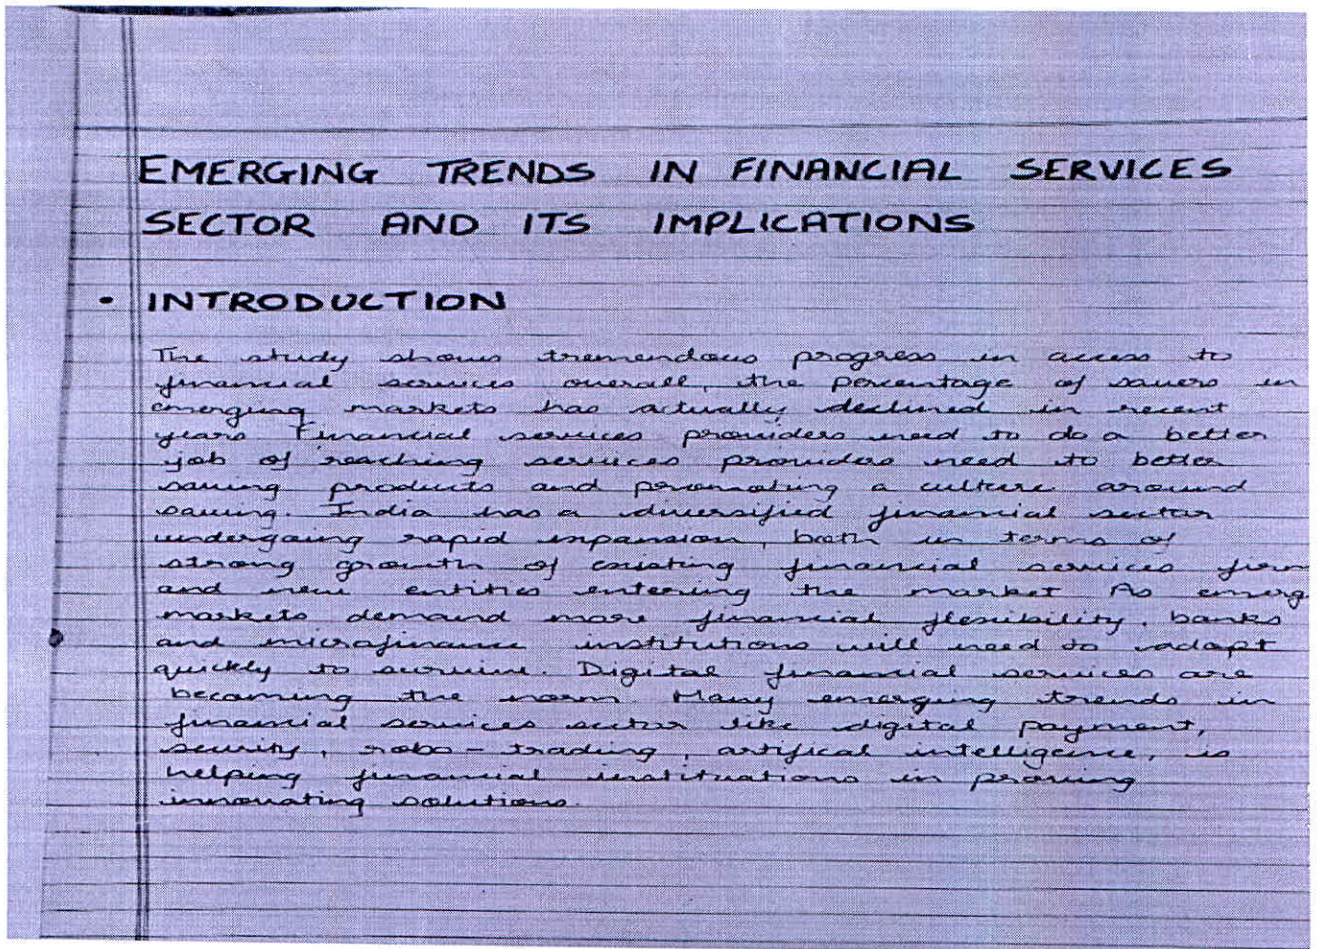 EMERGING TRENDS IN FINANCIAL SERVICES
SECTOR AND ITS IMPLICATIONS
• INTRODUCTION
The study shows tremendous progress in access to
financial services overall, the percentage of savers in
emerging markets has actually declined in recent
years. Financial services providers need to do a better
job of reaching services providers need to better
saving products and promoting a culture around
saving. India has a diversified financial sector
undergoing rapid expansion, both in terms of
strong growth of existing financial services firm
and new entities entering the market As emerg
markets demand more financial flexibility, banks
and microfinance institutions will need to adapt
quickly to survive. Digital financial services are
becoming the norm. Many emerging trends in
financial services sector like digital payment,
security, robo - trading, artifical intelligence, is
helping financial instituations in proving
innovating solutions.